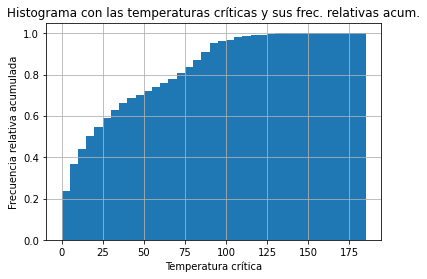 Histograma con las temperaturas críticas y sus frec. relativas acum.
Frecuencia relativa acumulada
1.0
0.8
0.6
0.4
0.2
0.0
0 25 50 75 100 125 150 175
Temperatura crítica